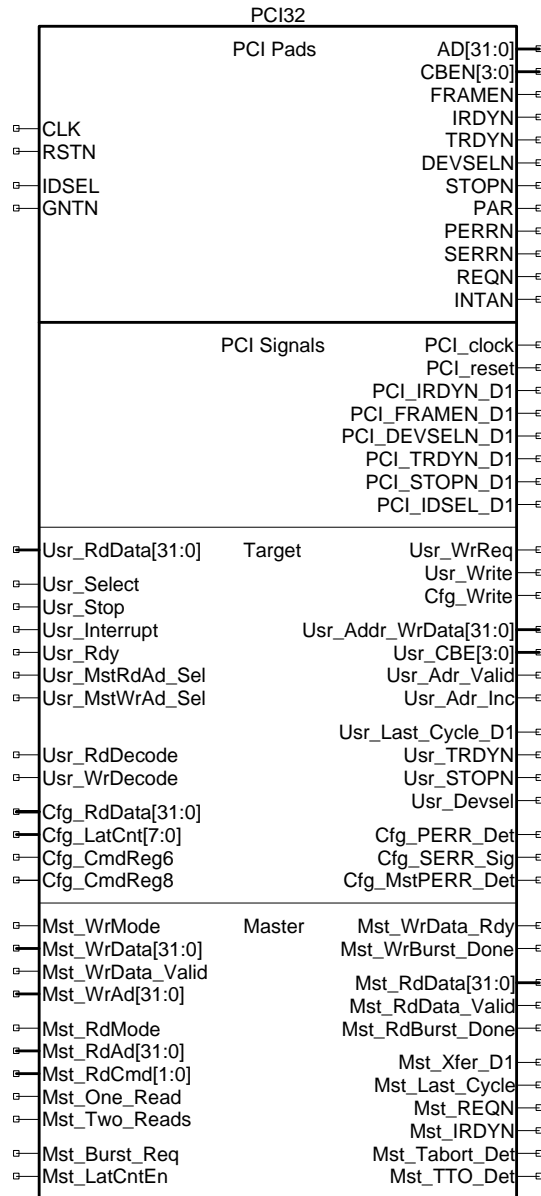 PCI32
PCI Pads AD[31:0]
CBEN[3:0]
FRAMEN
CLK IRDYN
RSTN TRDYN
DEVSELN
IDSEL STOPN
GNTN PAR
PERRN
SERRN
REQN
INTAN
PCI Signals PCI_clock
PCI_reset
PCI_IRDYN_D1
PCI_FRAMEN_D1
PCI_DEVSELN_D1
PCI_TRDYN_D1
PCI_STOPN_D1
PCI_IDSEL_D1
Usr_RdData[31:0] Target Usr_WrReq
Usr_Select Usr_Write
Usr_Stop Cfg_Write
Usr_Interrupt Usr_Addr_WrData[31:0]
Usr_Rdy Usr_CBE[3:0]
Usr_MstRdAd_Sel Usr_Adr_Valid
Usr_MstWrAd_Sel Usr_Adr_Inc
Usr_Last_Cycle_D1
Usr_RdDecode Usr_TRDYN
Usr_WrDecode Usr_STOPN
Cfg_RdData[31:0] Usr_Devsel
Cfg_LatCnt[7:0] Cfg_PERR_Det
Cfg_CmdReg6 Cfg_SERR_Sig
Cfg_CmdReg8 Cfg_MstPERR_Det
Mst_WrMode Master Mst_WrData_Rdy
Mst_WrData[31:0] Mst_WrBurst_Done
Mst_WrData_Valid
Mst_WrAd[31:0] Mst_RdData[31:0]
Mst_RdData_Valid
Mst_RdMode Mst_RdBurst_Done
Mst_RdAd[31:0]
Mst_RdCmd[1:0] Mst_Xfer_D1
Mst_One_Read Mst_Last_Cycle
Mst_Two_Reads Mst_REQN
Mst_IRDYN
Mst_Burst_Req Mst_Tabort_Det
Mst_LatCntEn Mst_TTO_Det